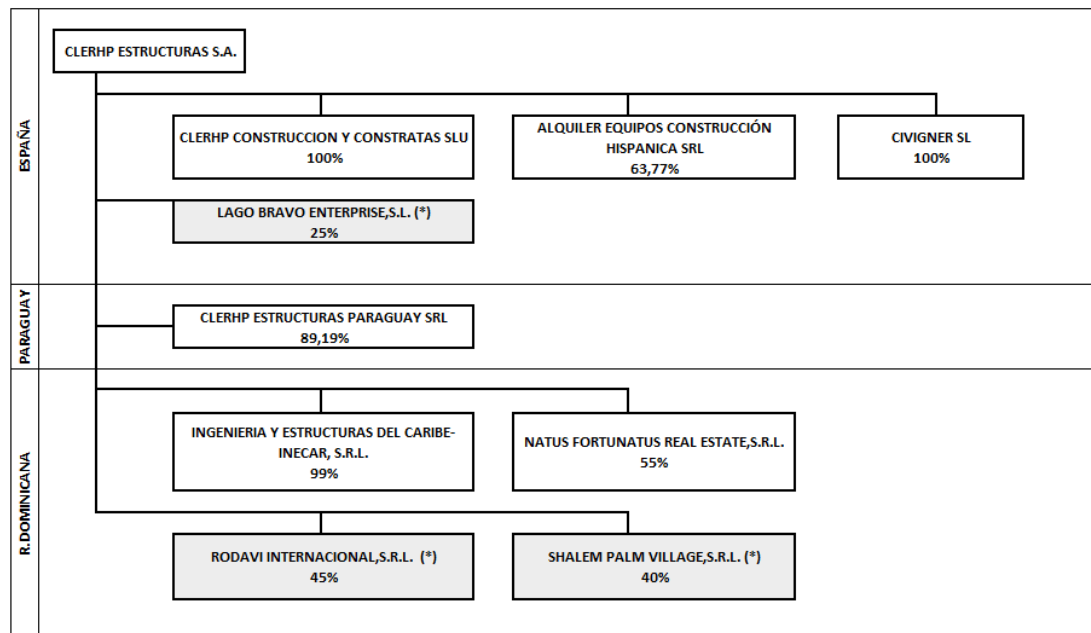 ESPAÑA
CLERHP ESTRUCTURAS S.A.
CLERHP CONSTRUCCION Y CONSTRATAS SLU
100%
ALQUILER EQUIPOS CONSTRUCCIÓN
HISPANICA SRL
63,77%
CIVIGNER SL
100%
LAGO BRAVO ENTERPRISE,S.L. (*)
25%
PARAGUAY
CLERHP ESTRUCTURAS PARAGUAY SRL
89,19%
R.DOMINICANA
INGENIERIA Y ESTRUCTURAS DEL CARIBE-
INECAR, S.R.L.
99%
NATUS FORTUNATUS REAL ESTATE,S.R.L.
55%
RODAVI INTERNACIONAL,S.R.L. (*)
45%
SHALEM PALM VILLAGE,S.R.L. (*)
40%